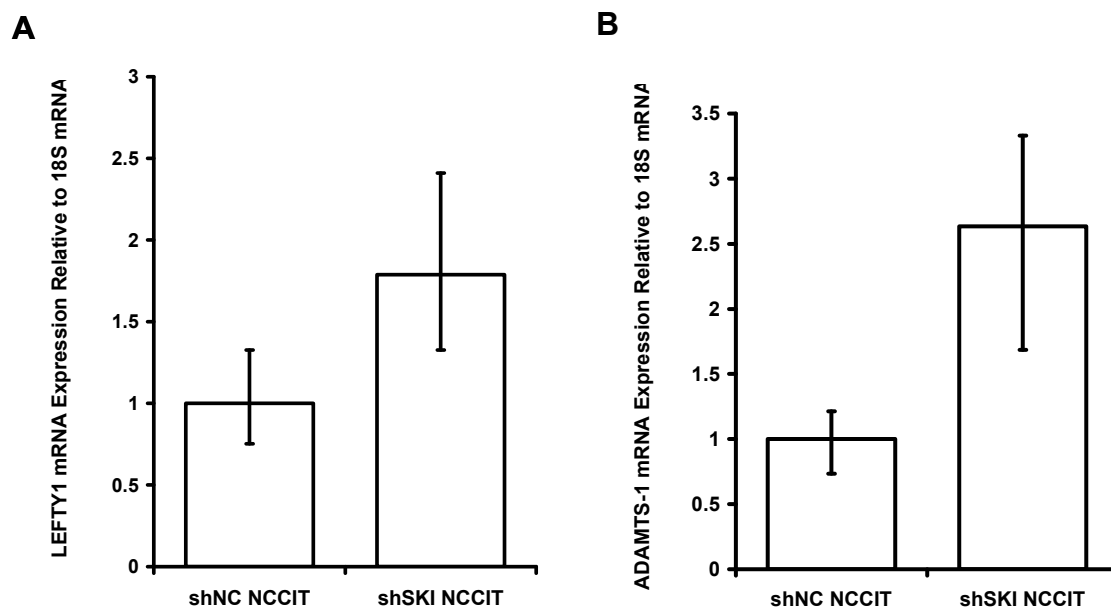 A
LEFTY1 mRNA Expression Relative to 18S mRNA
3
2.5
2
1.5
1
0.5
0
shNC NCCIT shSKI NCCIT
B
ADAMTS-1 mRNA Expression Relative to 18S mRNA
3.5
3
2.5
2
1.5
1
0.5
0
shNC NCCIT shSKI NCCIT